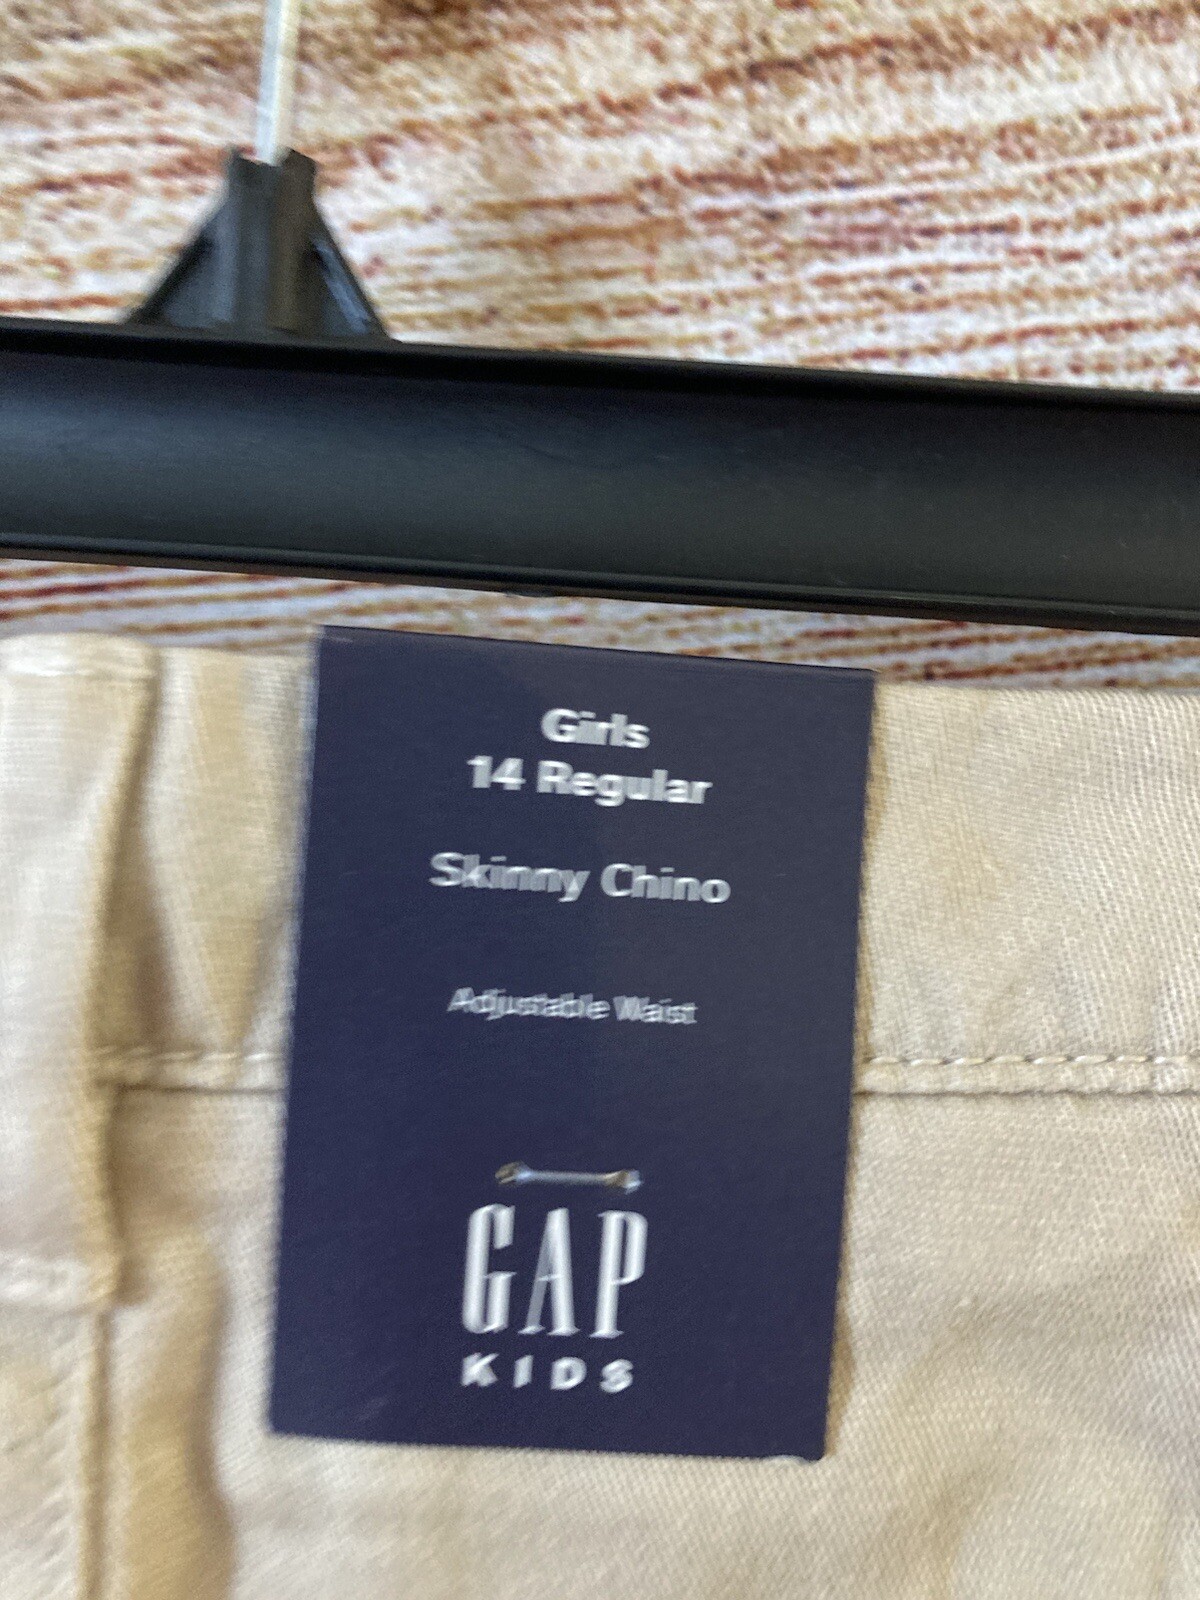 Girls
14 Regular
Skinny Chino
Adjustable Waist
GAP
KIDS